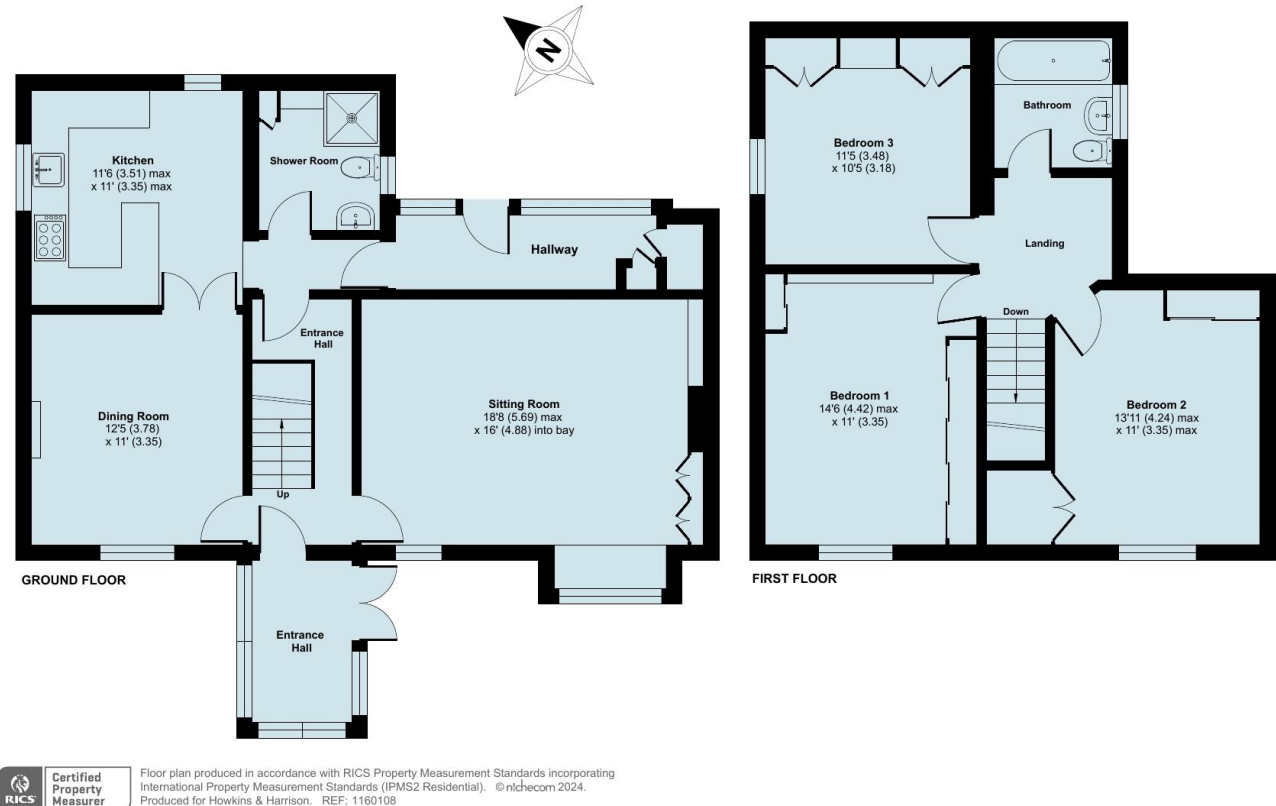 N
Kitchen
11'6 (3.51) max
x 11' (3.35) max
Shower Room
Hallway
Entrance
Hall
Dining Room
12'5 (3.78)
x 11' (3.35)
Up
Sitting Room
18'8 (5.69) max
x 16' (4.88) into bay
Entrance
Hall
GROUND FLOOR
Bedroom 3
11'5 (3.48)
x 10'5 (3.18)
Bathroom
Landing
Down
Bedroom 1
14'6 (4.42) max
x 11' (3.35)
Bedroom 2
13'11 (4.24) max
x 11' (3.35) max
FIRST FLOOR
RICS
Certified
Property
Measurer
Floor plan produced in accordance with RICS Property Measurement Standards incorporating
International Property Measurement Standards (IPMS2 Residential). © nichecom 2024.
Produced for Howkins & Harrison. REF: 1160108